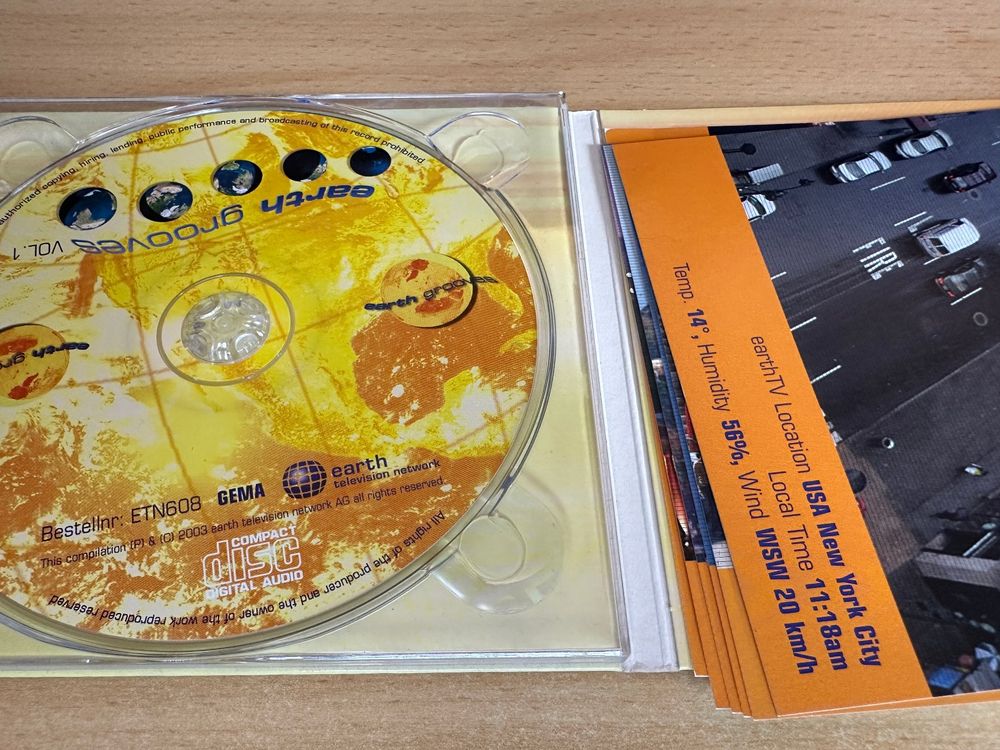 authorized copying, hiring, lending, public performance and broadcasting of this record prohibited
earth grooves VOL.1
earth grooves
earth gro
Bestellnr: ETN608
GEMA
earth
television network
This compilation (P) & (C) 2003 earth television network AG all rights reserved.
COMPACT
disc
DIGITAL AUDIO
All rights of the producer and the owner of the work reproduced reserved
FIRE
earthTV Location USA New York City
Local Time 11:18am
Temp. 14°, Humidity 56%, Wind WSW 20 km/h